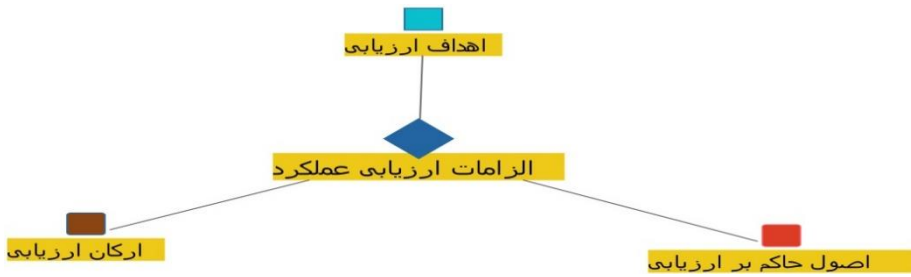 اهداف ارزیابی
الزامات ارزیابی عملکرد
ارکان ارزیابی
اصول حاکم بر ارزیابی